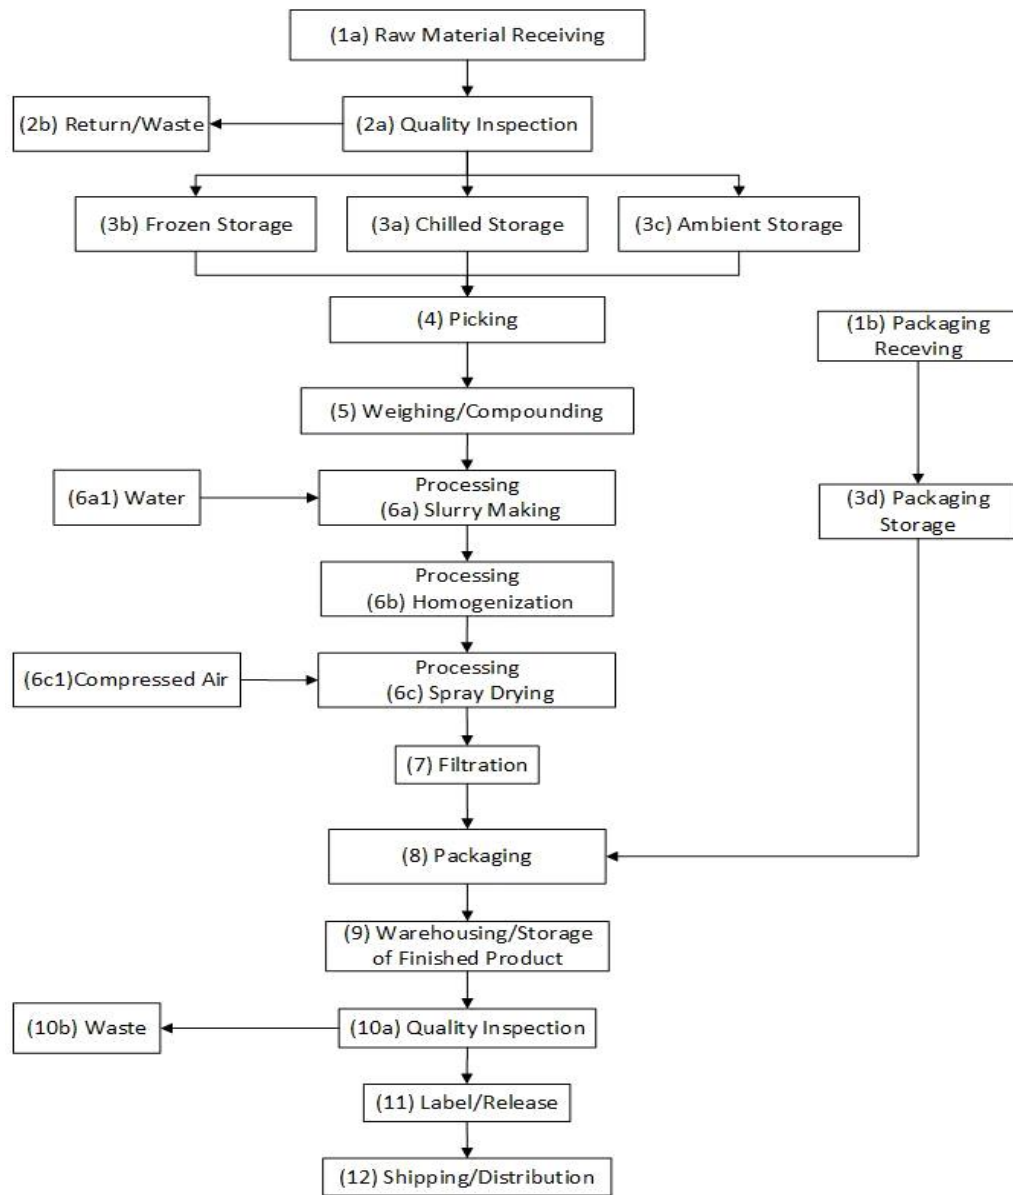 (1a) Raw Material Receiving
(2b) Return/Waste
(2a) Quality Inspection
(3b) Frozen Storage
(3a) Chilled Storage
(3c) Ambient Storage
(4) Picking
(1b) Packaging
Receving
(5) Weighing/Compounding
(6a1) Water
Processing
(6a) Slurry Making
(3d) Packaging
Storage
Processing
(6b) Homogenization
(6c1)Compressed Air
Processing
(6c) Spray Drying
(7) Filtration
(8) Packaging
(9) Warehousing/Storage
of Finished Product
(10b) Waste
(10a) Quality Inspection
(11) Label/Release
(12) Shipping/Distribution